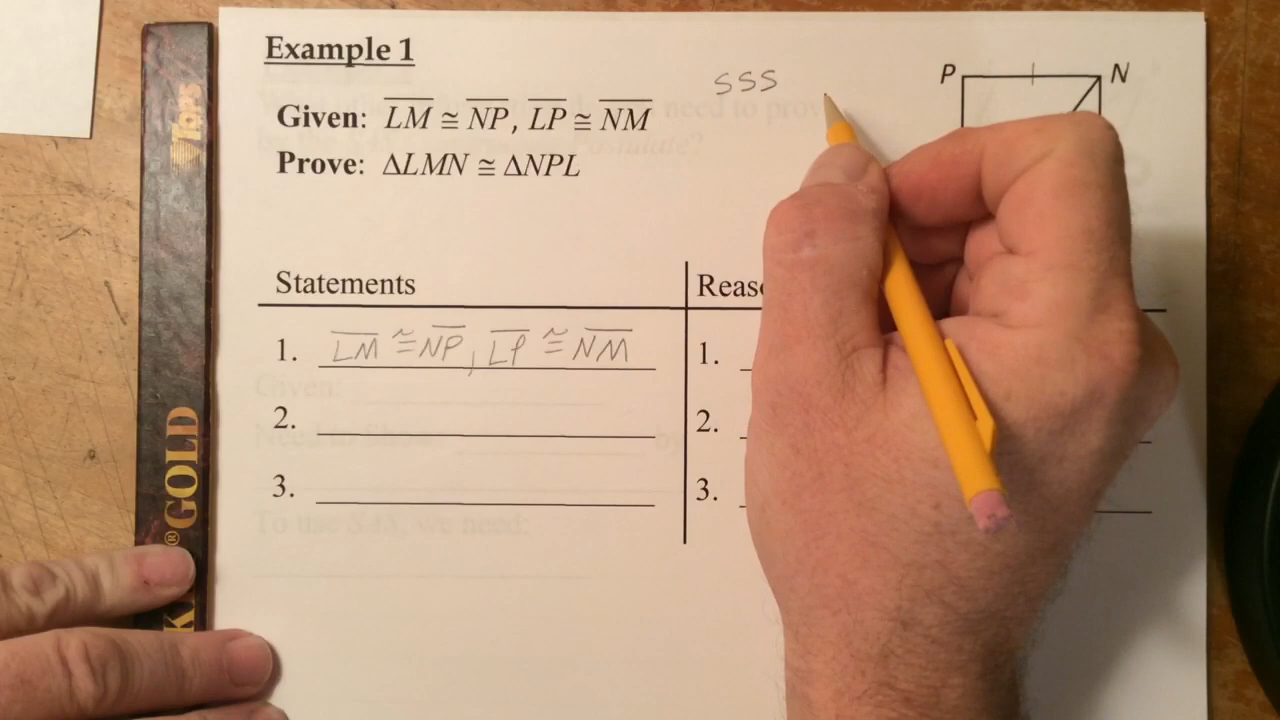 Example 1
SSS
P N
Given: LM ≅ NP, LP ≅ NM
Prove: ΔLMN ≅ ΔNPL
Statements
1. LM ≅ NP, LP ≅ NM 1.
2. 2.
3. 3.
TOPS
GOLD